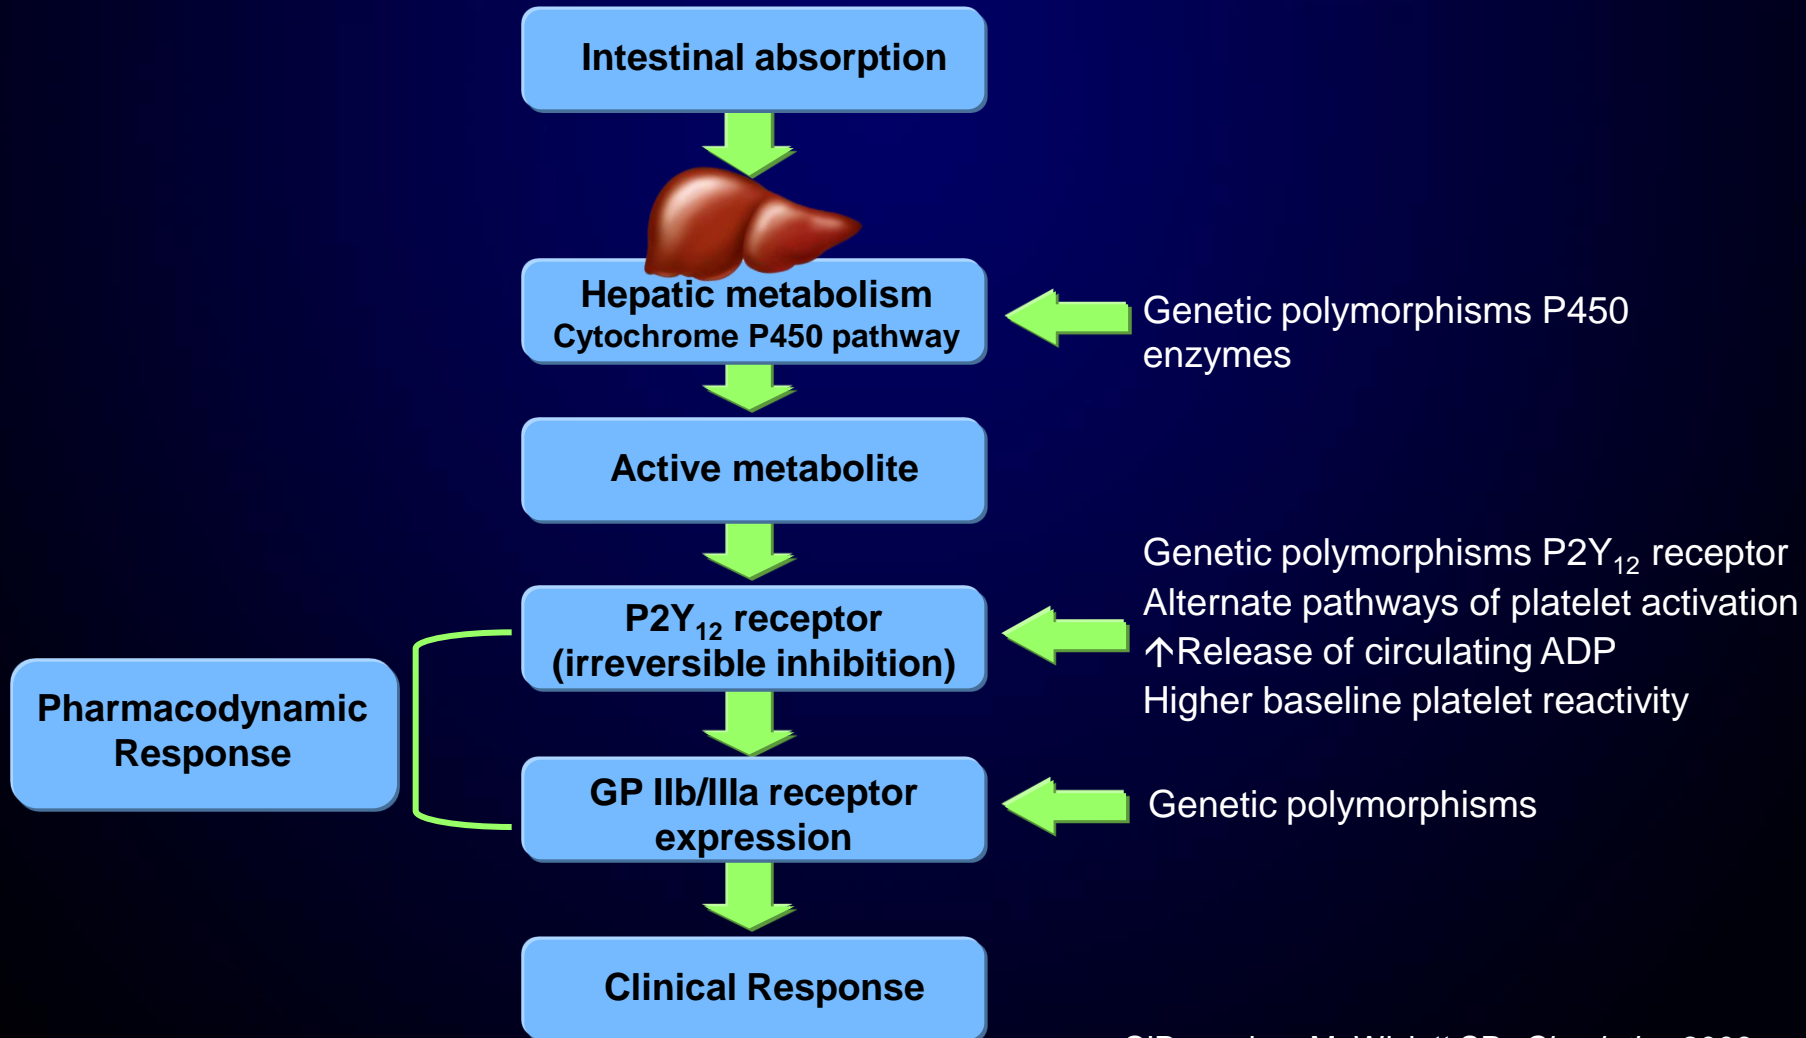 Intestinal absorption
Hepatic metabolism
Cytochrome P450 pathway
Genetic polymorphisms P450
enzymes
Active metabolite
Genetic polymorphisms P2Y₁₂ receptor
Alternate pathways of platelet activation
↑Release of circulating ADP
Higher baseline platelet reactivity
P2Y₁₂ receptor
(irreversible inhibition)
Pharmacodynamic
Response
GP IIb/IIIa receptor
expression
Genetic polymorphisms
Clinical Response